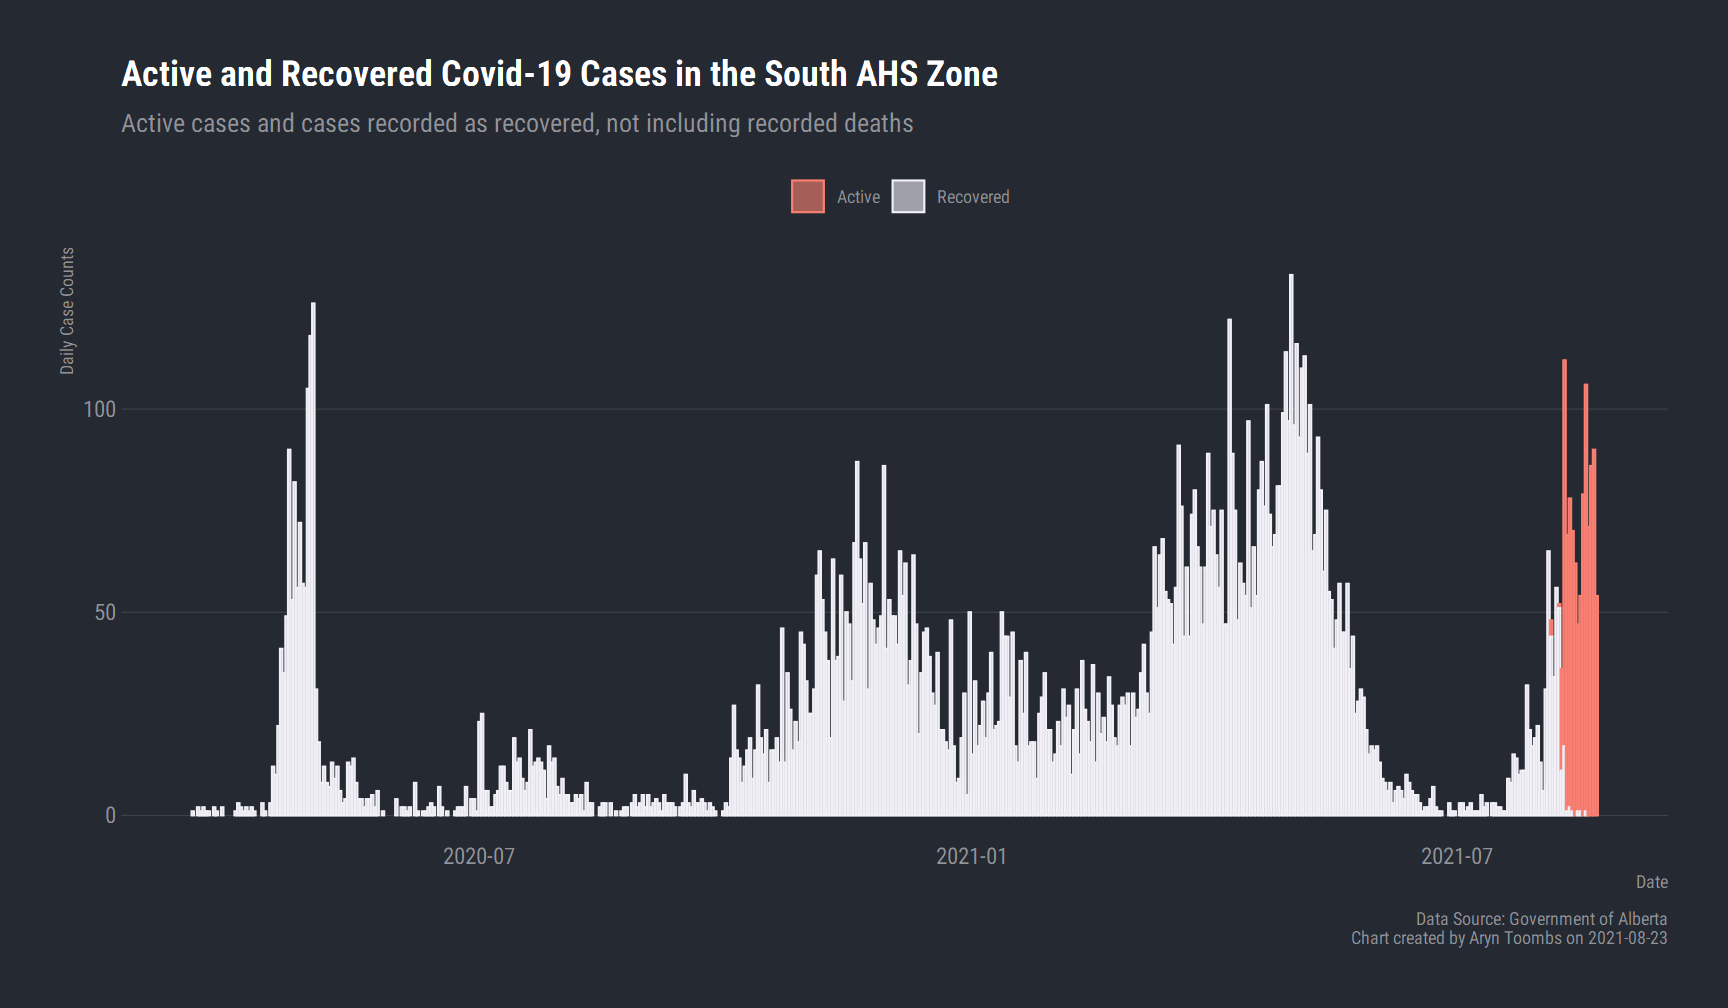 Active and Recovered Covid-19 Cases in the South AHS Zone
Active cases and cases recorded as recovered, not including recorded deaths
Active
Recovered
Daily Case Counts
100
50
0
2020-07
2021-01
2021-07
Date
Data Source: Government of Alberta
Chart created by Aryn Toombs on 2021-08-23